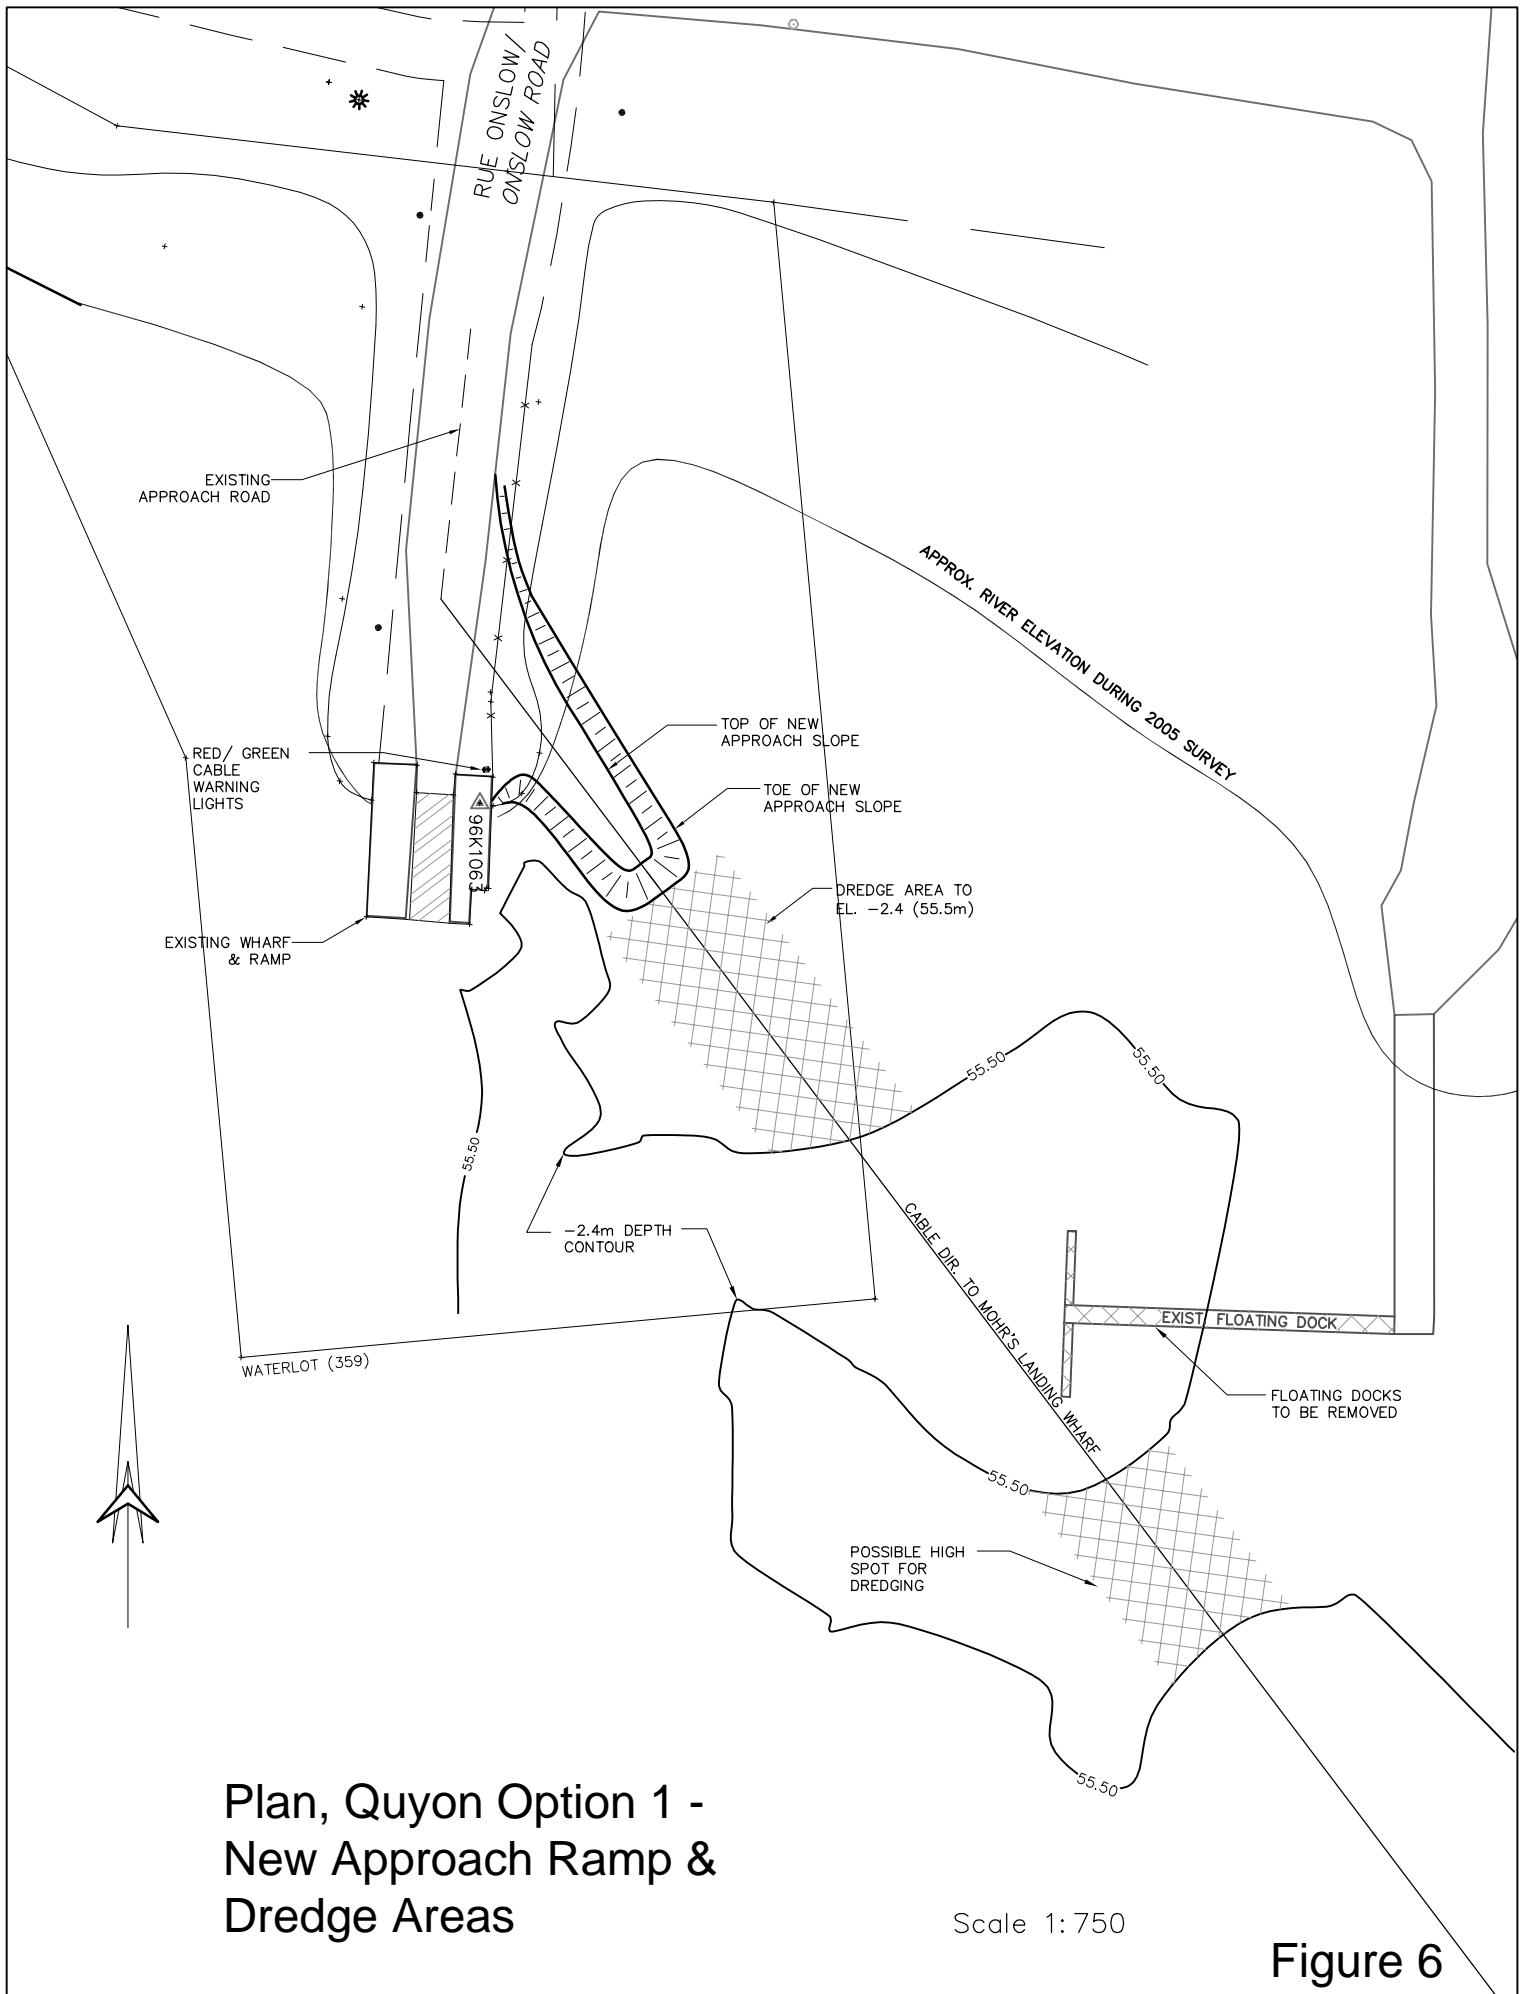 RUE ONSLOW/
ONSLOW ROAD
EXISTING
APPROACH ROAD
APPROX. RIVER ELEVATION DURING 2005 SURVEY
TOP OF NEW
APPROACH SLOPE
RED/ GREEN
CABLE
WARNING
LIGHTS
TOE OF NEW
APPROACH SLOPE
96K1063
DREDGE AREA TO
EL. -2.4 (55.5m)
EXISTING WHARF
& RAMP
55.50
55.50
55.50
-2.4m DEPTH
CONTOUR
CABLE DIR. TO MOHR'S LANDING WHARF
EXIST. FLOATING DOCK
WATERLOT (359)
FLOATING DOCKS
TO BE REMOVED
55.50
POSSIBLE HIGH
SPOT FOR
DREDGING
55.50
Plan, Quyon Option 1 -
New Approach Ramp &
Dredge Areas
Scale 1:750
Figure 6